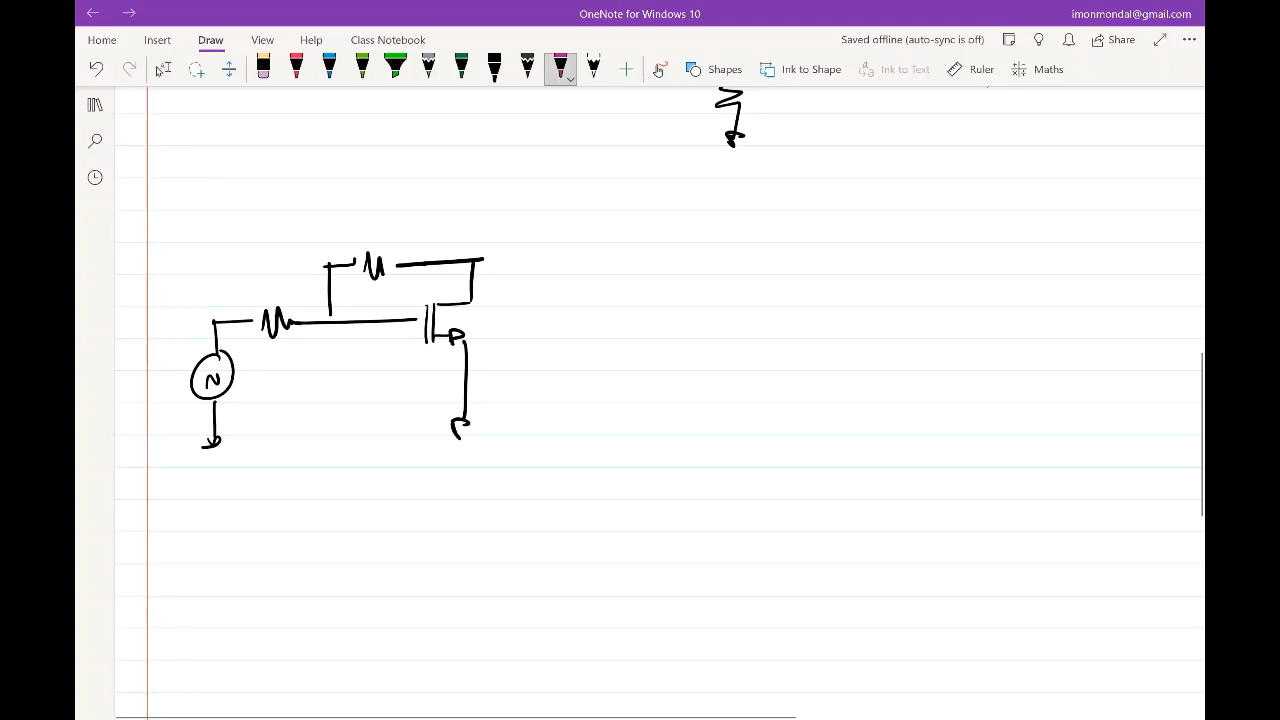 OneNote for Windows 10
imonmondal@gmail.com
Home Insert Draw View Help Class Notebook
Saved offline (auto-sync is off) Share
Shapes Ink to Shape Ink to Text Ruler Maths